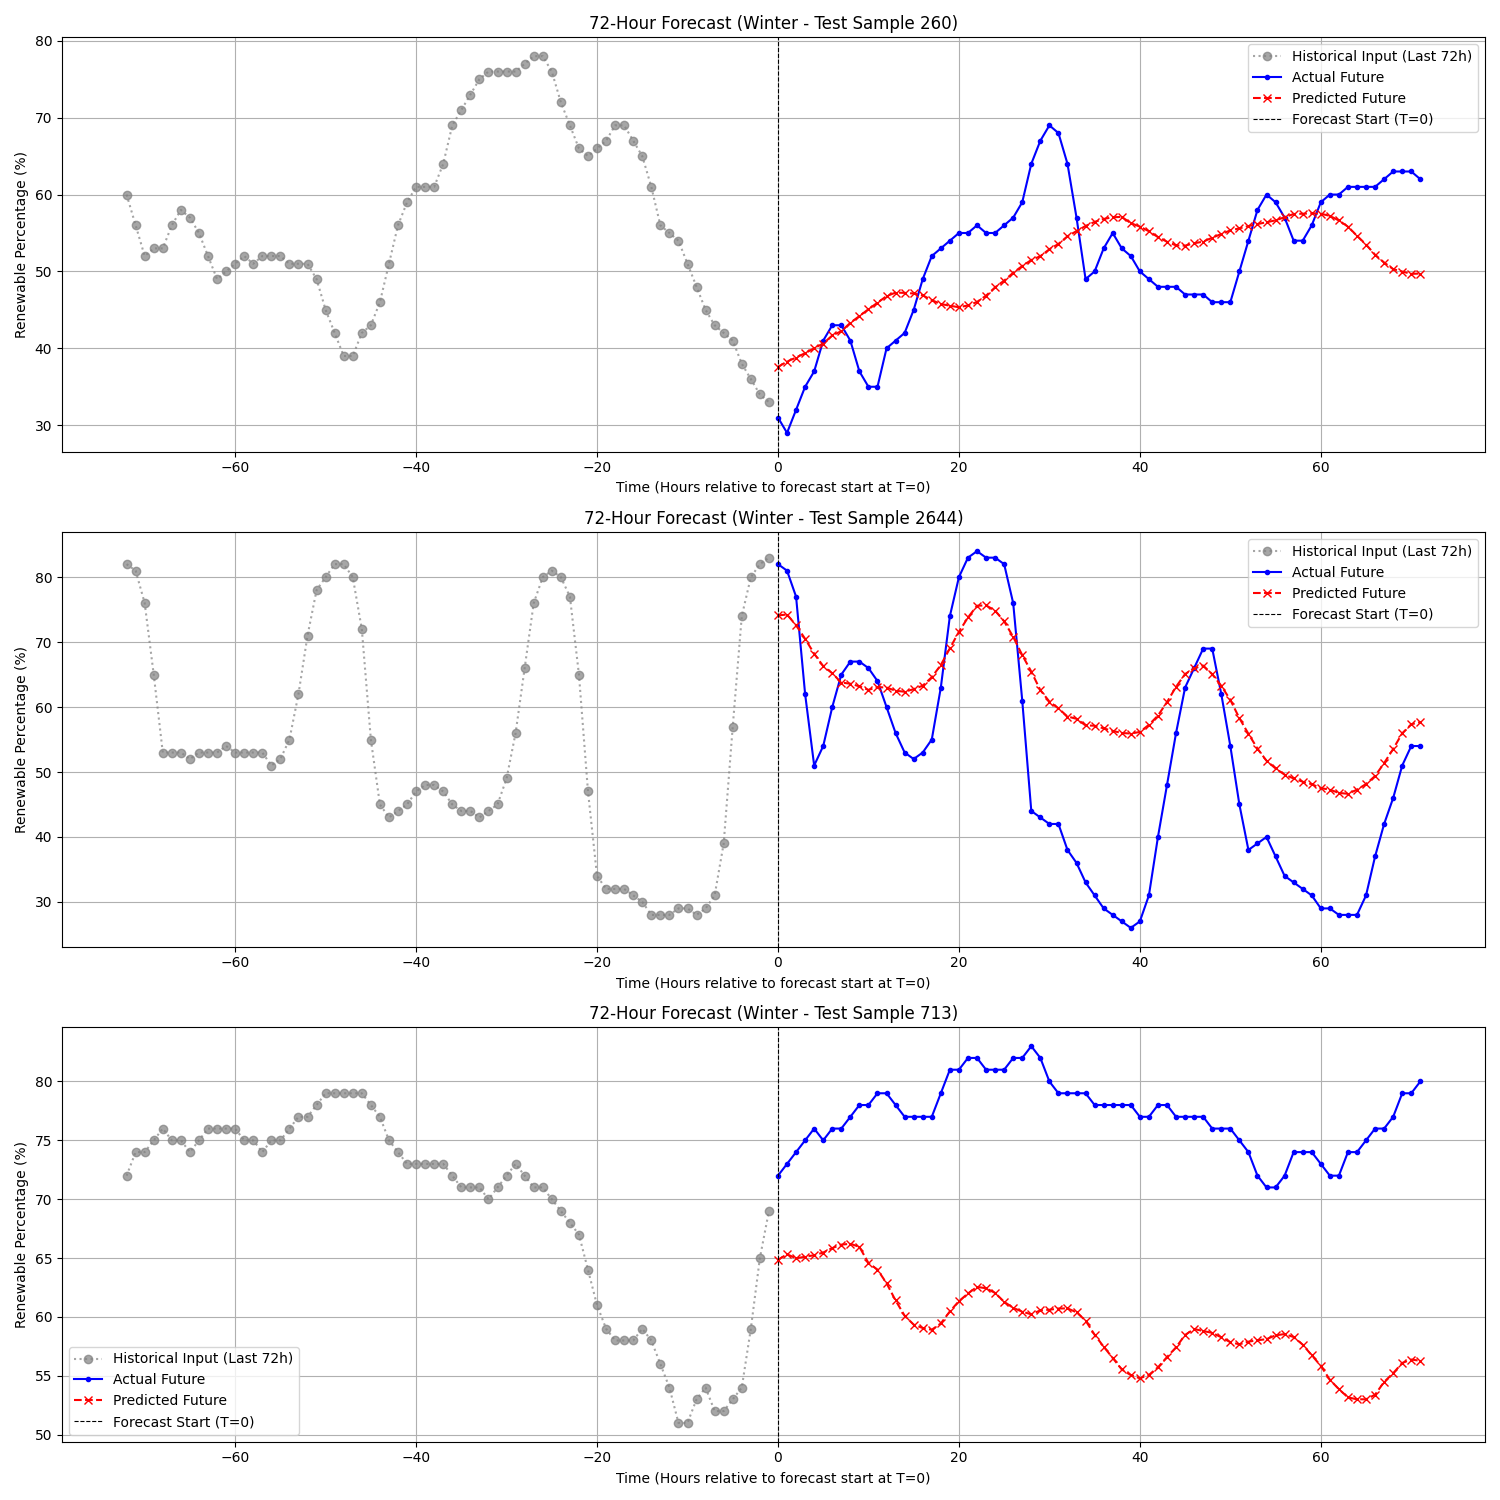 72-Hour Forecast (Winter - Test Sample 260)
Renewable Percentage (%)
80
70
60
50
40
30
Historical Input (Last 72h)
Actual Future
Predicted Future
Forecast Start (T=0)
−60 −40 −20 0 20 40 60
Time (Hours relative to forecast start at T=0)
72-Hour Forecast (Winter - Test Sample 2644)
Renewable Percentage (%)
80
70
60
50
40
30
Historical Input (Last 72h)
Actual Future
Predicted Future
Forecast Start (T=0)
−60 −40 −20 0 20 40 60
Time (Hours relative to forecast start at T=0)
72-Hour Forecast (Winter - Test Sample 713)
Renewable Percentage (%)
80
75
70
65
60
55
50
Historical Input (Last 72h)
Actual Future
Predicted Future
Forecast Start (T=0)
−60 −40 −20 0 20 40 60
Time (Hours relative to forecast start at T=0)